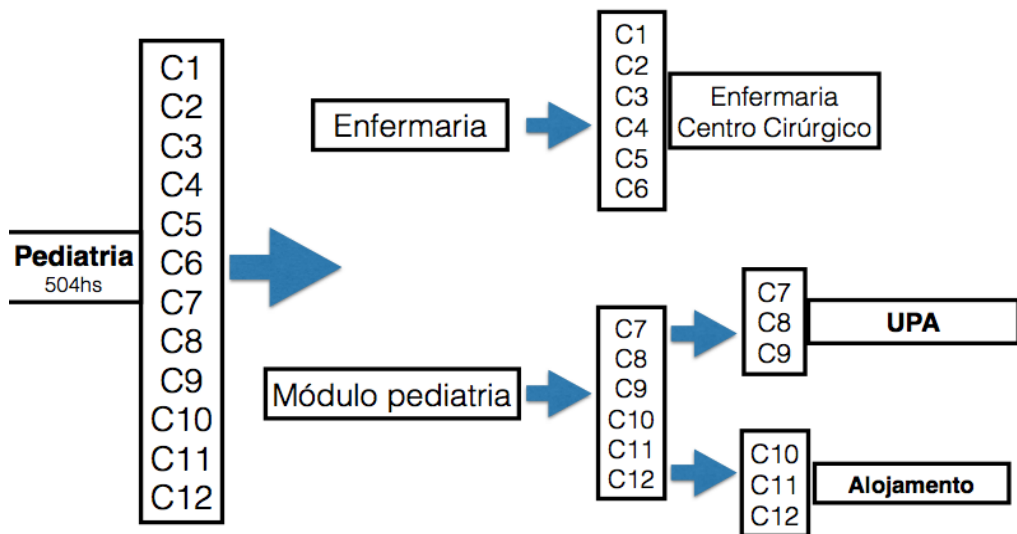 Pediatria
504hs
C1
C2
C3
C4
C5
C6
C7
C8
C9
C10
C11
C12
Enfermaria
C1
C2
C3
C4
C5
C6
Enfermaria
Centro Cirúrgico
Módulo pediatria
C7
C8
C9
C10
C11
C12
C7
C8
C9
UPA
C10
C11
C12
Alojamento